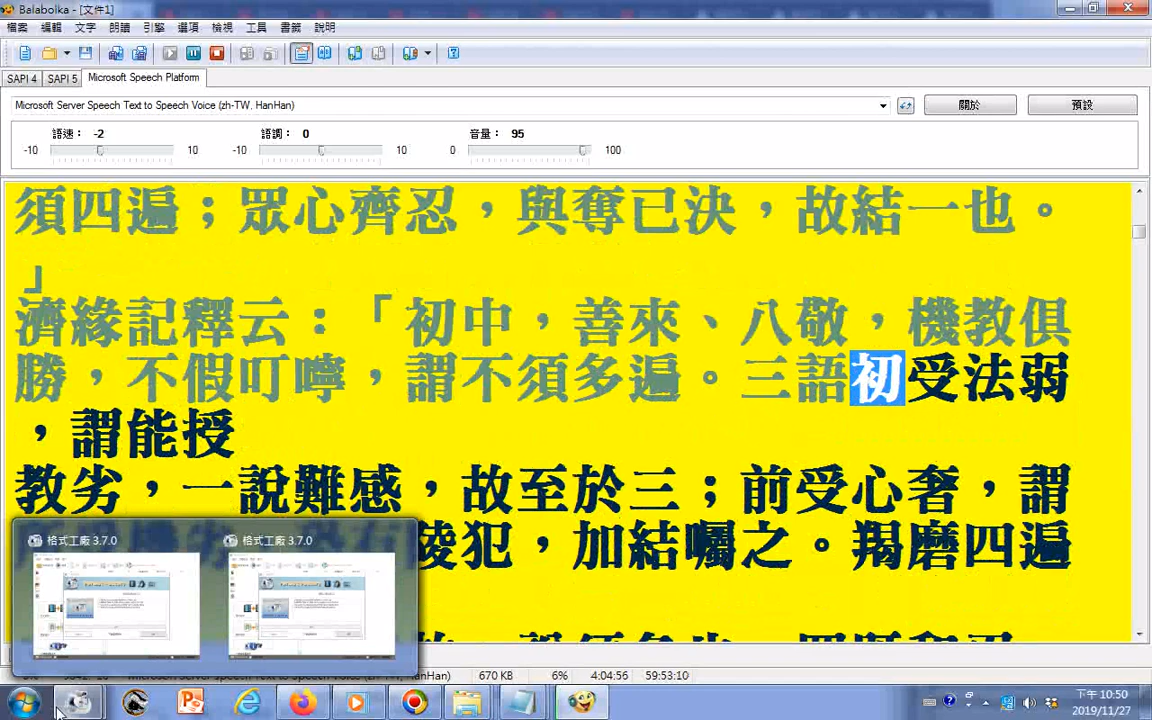 Balabolka - [文件1]
檔案 編輯 文字 朗讀 引擎 選項 檢視 工具 書籤 說明
SAPI 4 SAPI 5 Microsoft Speech Platform
Microsoft Server Speech Text to Speech Voice (zh-TW, HanHan) 關於 預設
語速： -2 語調： 0 音量： 95
-10 10 -10 10 0 100
須四遍；眾心齊忍，與奪已決，故結一也。
」
濟緣記釋云：「初中，善來、八敬，機教俱
勝，不假叮嚀，謂不須多遍。三語初受法弱
，謂能授
教劣，一說難感，故至於三；前受心奢，謂
陵犯，加結囑之。羯磨四遍
格式工廠 3.7.0 格式工廠 3.7.0
HanHan) 670 KB 6% 4:04:56 59:53:10
下午 10:50
2019/11/27